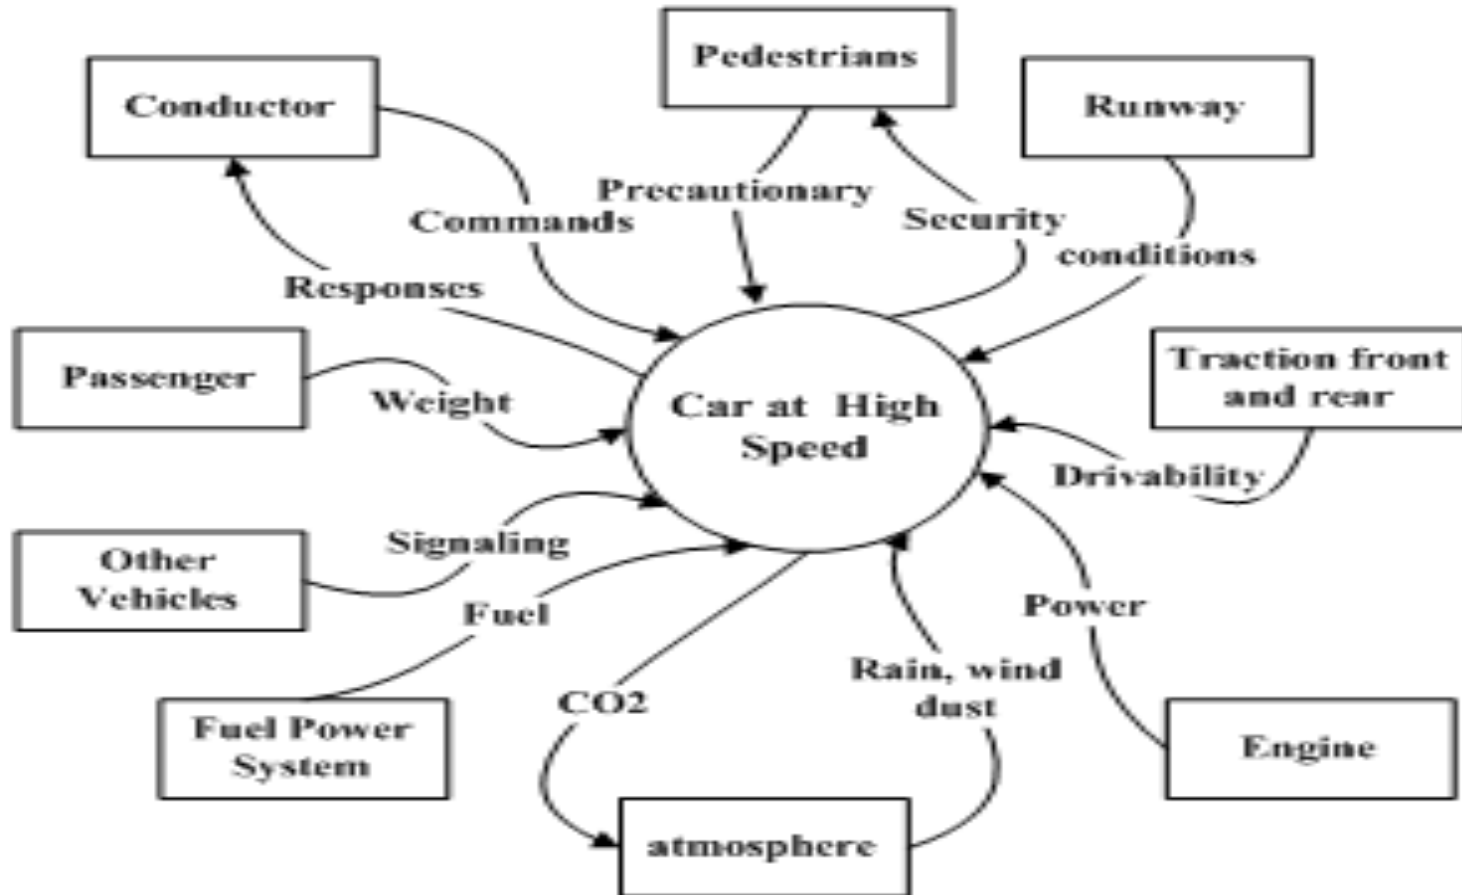 Pedestrians
Conductor
Runway
Precautionary
Commands
Security
conditions
Responses
Passenger
Weight
Car at High
Speed
Traction front
and rear
Drivability
Other
Vehicles
Signaling
Fuel
Power
Rain, wind
dust
CO2
Fuel Power
System
Engine
atmosphere